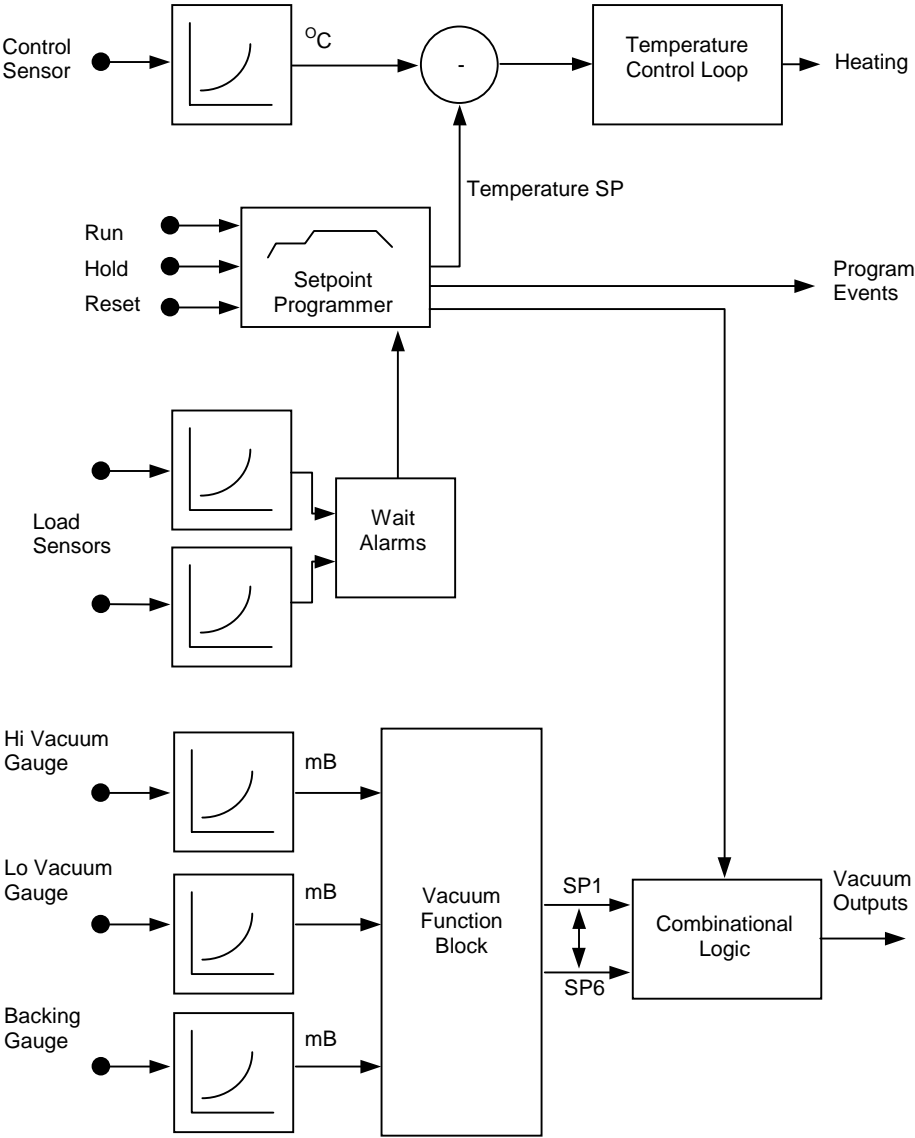 Control
Sensor
OC
-
Temperature
Control Loop
Heating
Temperature SP
Run
Hold
Reset
Setpoint
Programmer
Program
Events
Load
Sensors
Wait
Alarms
Hi Vacuum
Gauge
mB
Lo Vacuum
Gauge
mB
Backing
Gauge
mB
Vacuum
Function
Block
SP1
SP6
Combinational
Logic
Vacuum
Outputs